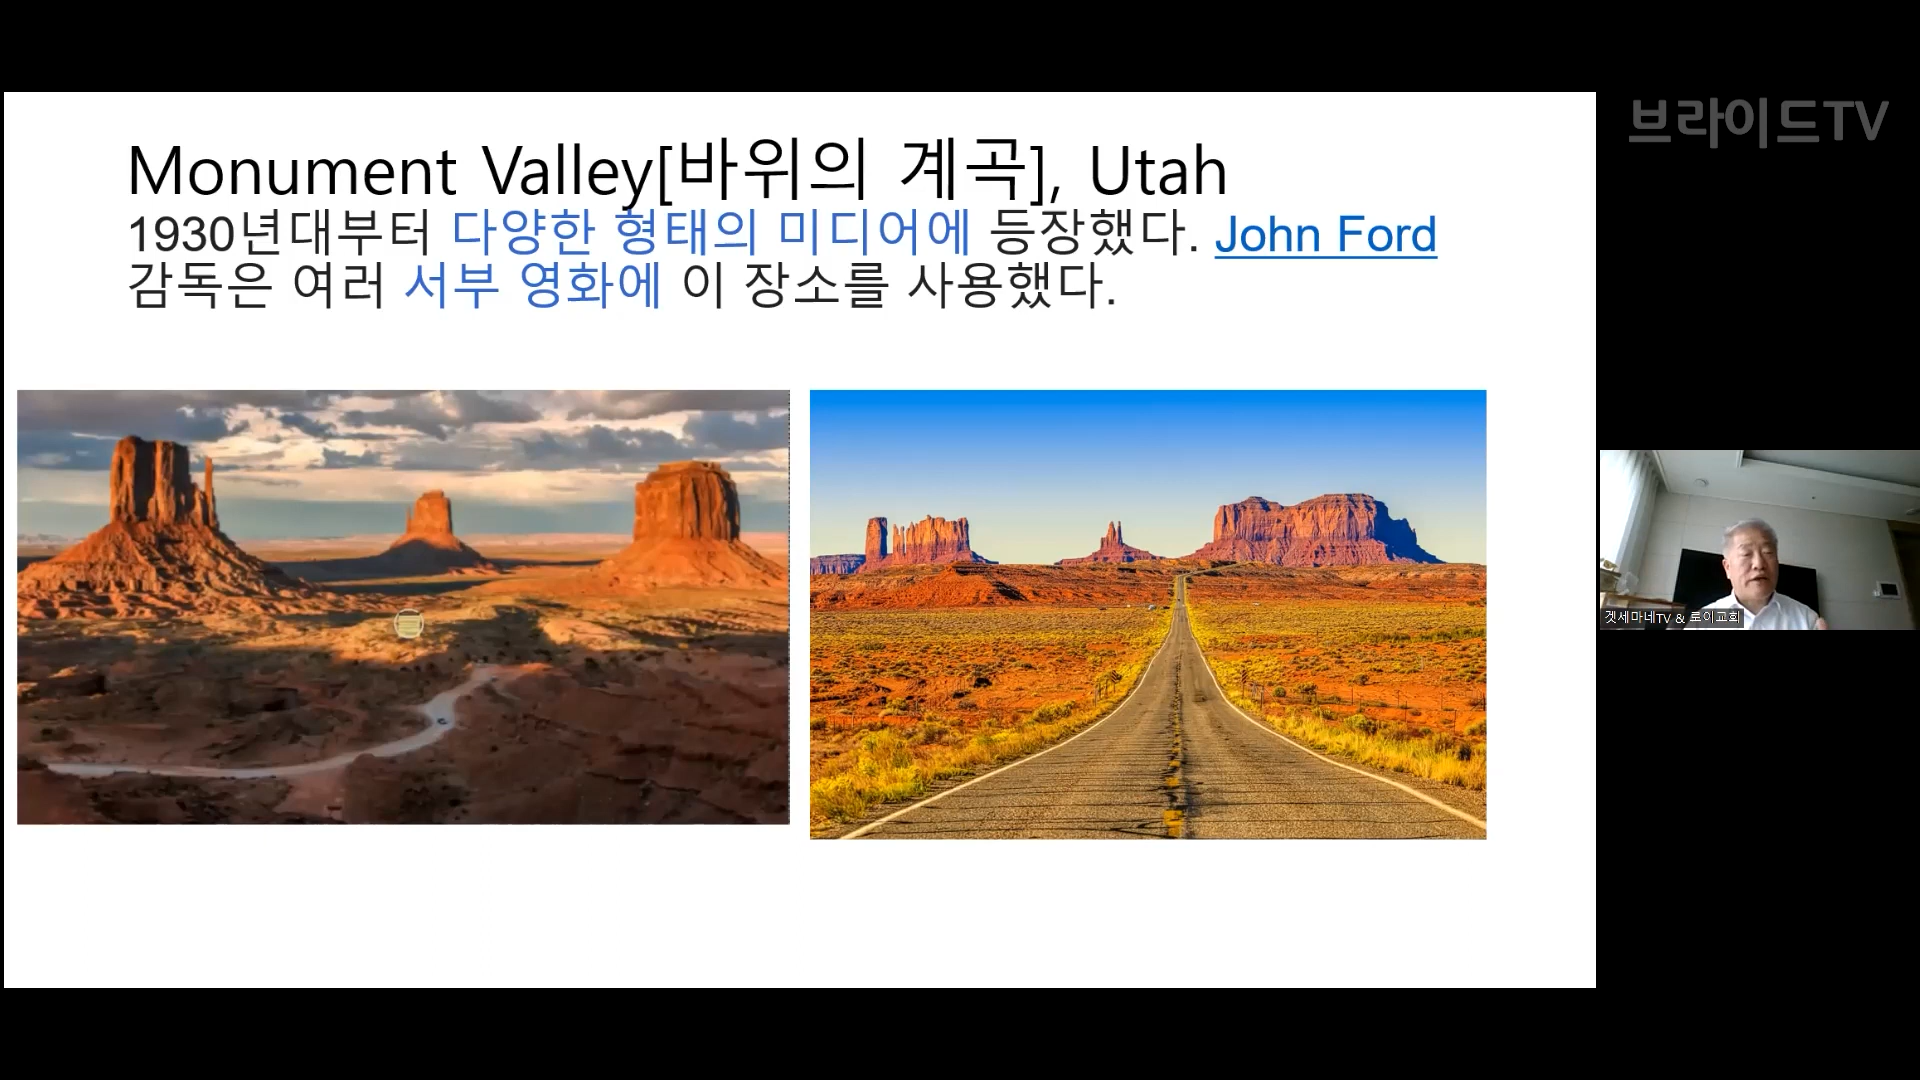 브라이드TV
Monument Valley[바위의 계곡], Utah
1930년대부터 다양한 형태의 미디어에 등장했다. John Ford
감독은 여러 서부 영화에 이 장소를 사용했다.
겟세마네TV & 토이교회